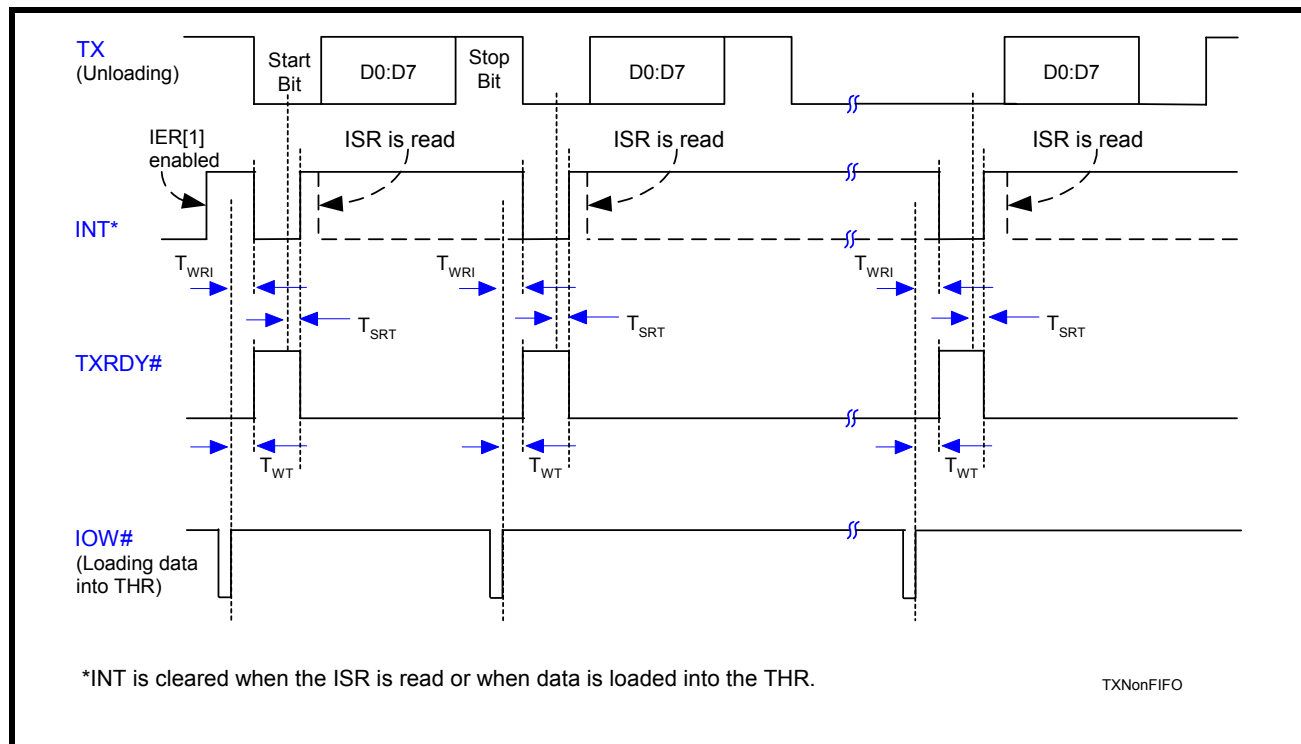 TX
(Unloading)
Start
Bit
D0:D7
Stop
Bit
D0:D7
D0:D7
IER[1]
enabled
ISR is read
ISR is read
ISR is read
INT*
TWRI
TWRI
TWRI
TSRT
TSRT
TSRT
TXRDY#
TWT
TWT
TWT
IOW#
(Loading data
into THR)
*INT is cleared when the ISR is read or when data is loaded into the THR.
TXNonFIFO